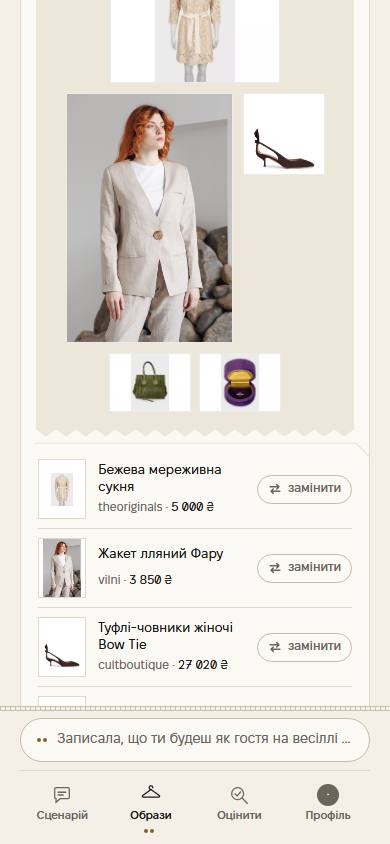 Бежева мереживна
сукня
theoriginals · 5 000 ₴
замінити
Жакет лляний Фару
vilni · 3 850 ₴
замінити
Туфлі-човники жіночі
Bow Tie
cultboutique · 27 020 ₴
замінити
Записала, що ти будеш як гостя на весіллі ...
Сценарій
Образи
Оцінити
Профіль